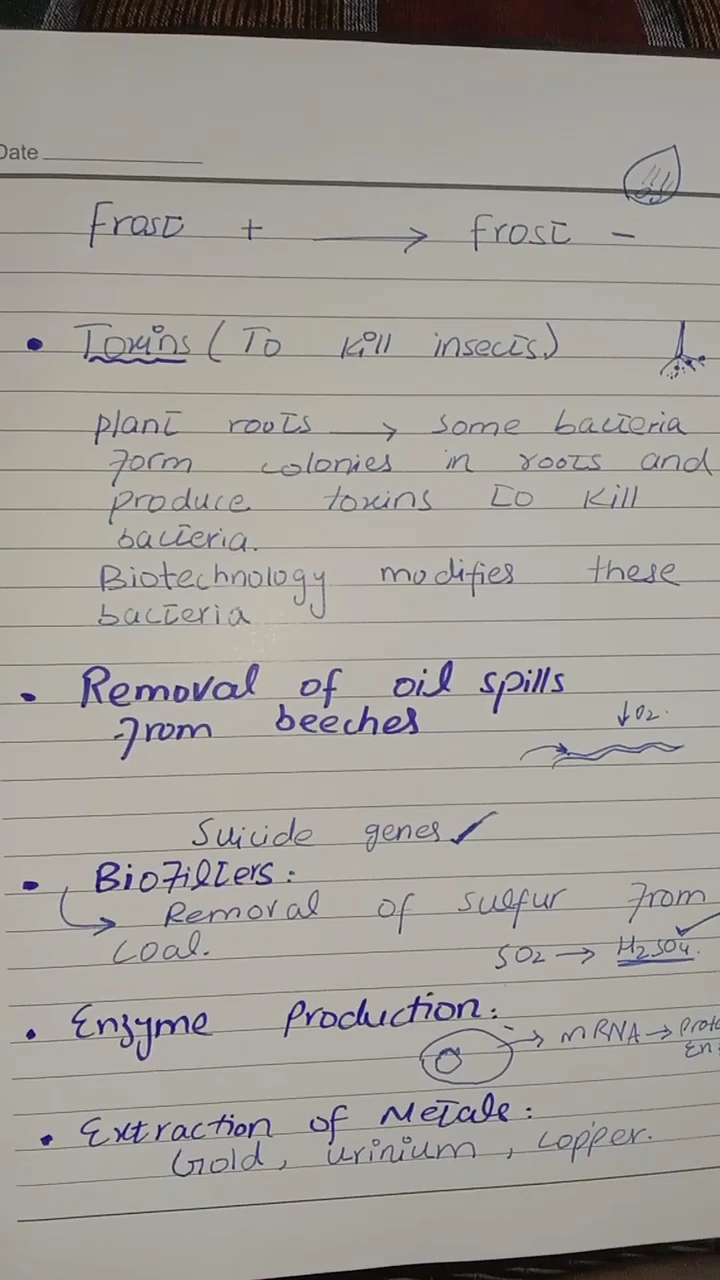 Date
Frost + → frost -
• Toxins (To kill insects)
plant roots → some bacteria
form colonies in roots and
produce toxins to kill
bacteria.
Biotechnology modifies these
bacteria
• Removal of oil spills
from beeches
↓O2.
Suicide genes ✓
• BioFilters:
↳ Removal of sulfur from
coal.
SO2 → H2SO4.
• Enzyme Production:
→ mRNA → prot
En
• Extraction of Metals:
Gold, urinium, copper.